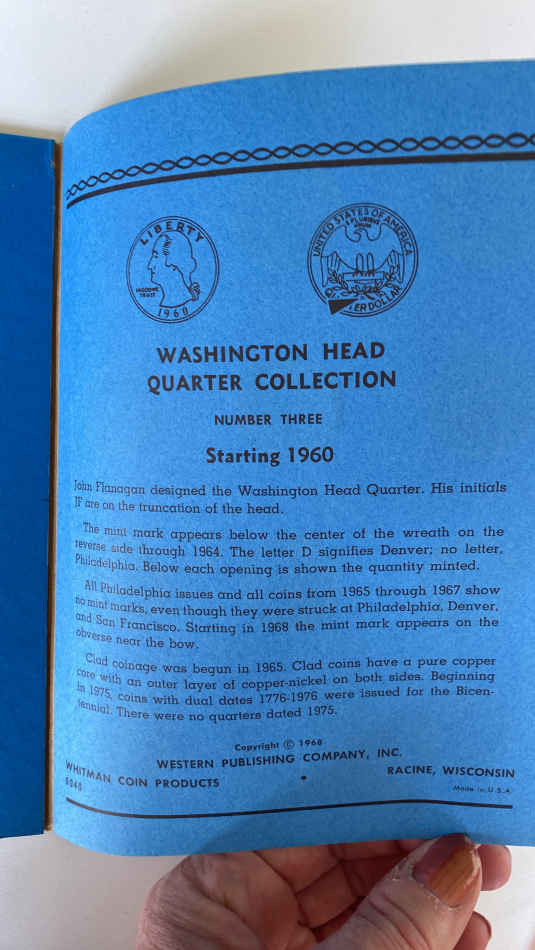 LIBERTY
IN GOD WE
TRUST
1960
UNITED STATES OF AMERICA
E PLURIBUS
UNUM
TER DOLLAR
WASHINGTON HEAD
QUARTER COLLECTION
NUMBER THREE
Starting 1960
John Flanagan designed the Washington Head Quarter. His initials
JF are on the truncation of the head.
The mint mark appears below the center of the wreath on the
reverse side through 1964. The letter D signifies Denver; no letter,
Philadelphia. Below each opening is shown the quantity minted.
All Philadelphia issues and all coins from 1965 through 1967 show
no mint marks, even though they were struck at Philadelphia, Denver,
and San Francisco. Starting in 1968 the mint mark appears on the
obverse near the bow.
Clad coinage was begun in 1965. Clad coins have a pure copper
core with an outer layer of copper-nickel on both sides. Beginning
in 1975, coins with dual dates 1776-1976 were issued for the Bicen-
tennial. There were no quarters dated 1975.
Copyright © 1968
WESTERN PUBLISHING COMPANY, INC.
WHITMAN COIN PRODUCTS • RACINE, WISCONSIN
9040 Made in U.S.A.